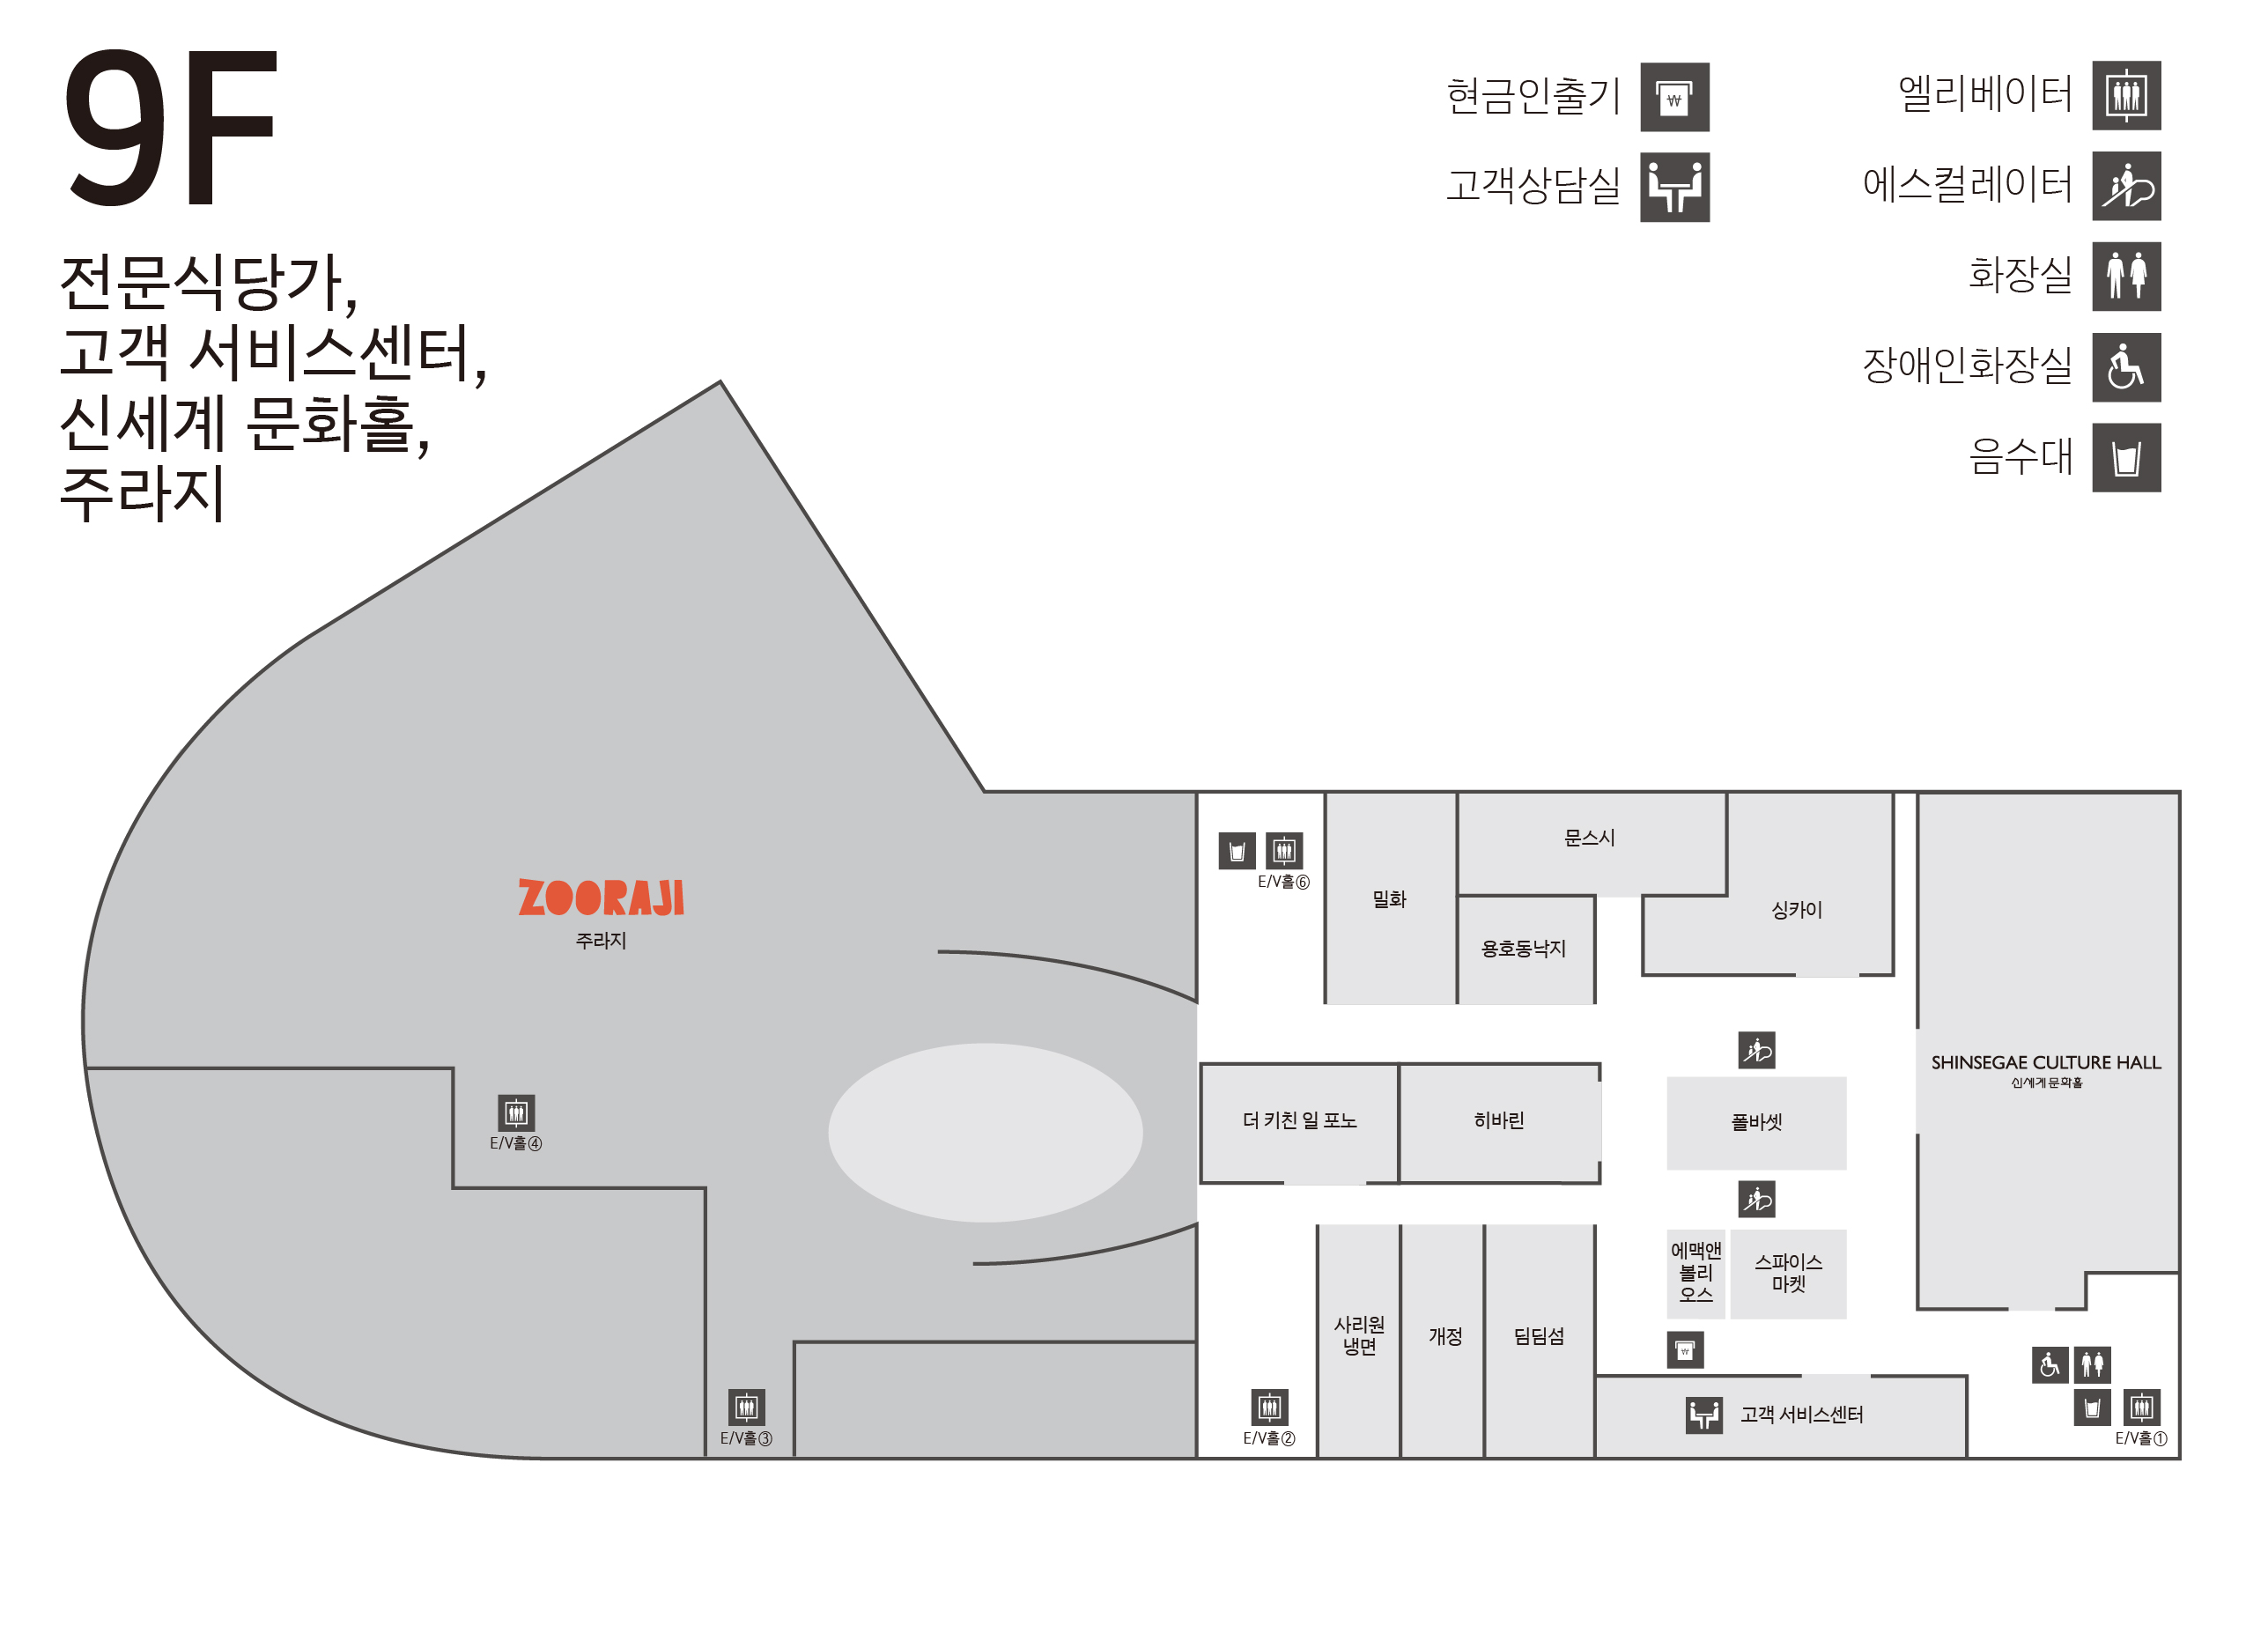 9F
전문식당가,
고객 서비스센터,
신세계 문화홀,
주라지
현금인출기
고객상담실
엘리베이터
에스컬레이터
화장실
장애인화장실
음수대
ZOORAJI
주라지
E/V홀⑥
밀화
문스시
용호동낙지
싱카이
SHINSEGAE CULTURE HALL
신세계 문화홀
E/V홀④
더 키친 일 포노
히바린
폴바셋
에맥앤
볼리
오스
스파이스
마켓
사리원
냉면
개정
딤딤섬
고객 서비스센터
E/V홀③
E/V홀②
E/V홀①